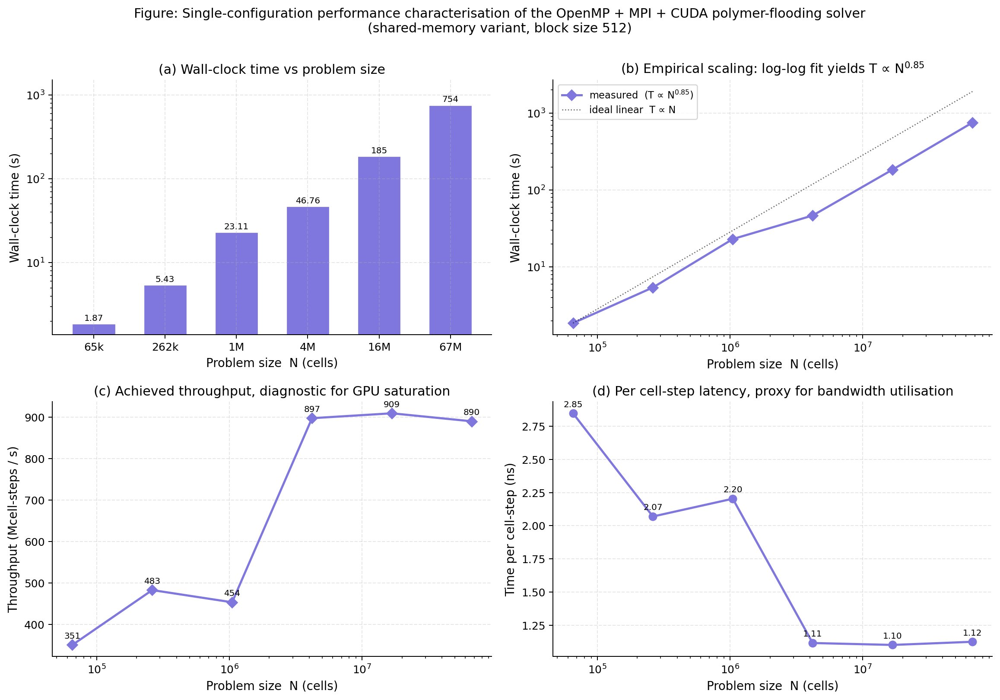 Figure: Single-configuration performance characterisation of the OpenMP + MPI + CUDA polymer-flooding solver
(shared-memory variant, block size 512)
(a) Wall-clock time vs problem size
Wall-clock time (s)
10³
10²
10¹
1.87
5.43
23.11
46.76
185
754
65k
262k
1M
4M
16M
67M
Problem size N (cells)
(b) Empirical scaling: log-log fit yields T ∝ N^0.85
measured (T ∝ N^0.85)
ideal linear T ∝ N
Wall-clock time (s)
10³
10²
10¹
10⁵
10⁶
10⁷
Problem size N (cells)
(c) Achieved throughput, diagnostic for GPU saturation
Throughput (Mcell-steps / s)
900
800
700
600
500
400
351
483
454
897
909
890
10⁵
10⁶
10⁷
Problem size N (cells)
(d) Per cell-step latency, proxy for bandwidth utilisation
Time per cell-step (ns)
2.75
2.50
2.25
2.00
1.75
1.50
1.25
2.85
2.07
2.20
1.11
1.10
1.12
10⁵
10⁶
10⁷
Problem size N (cells)